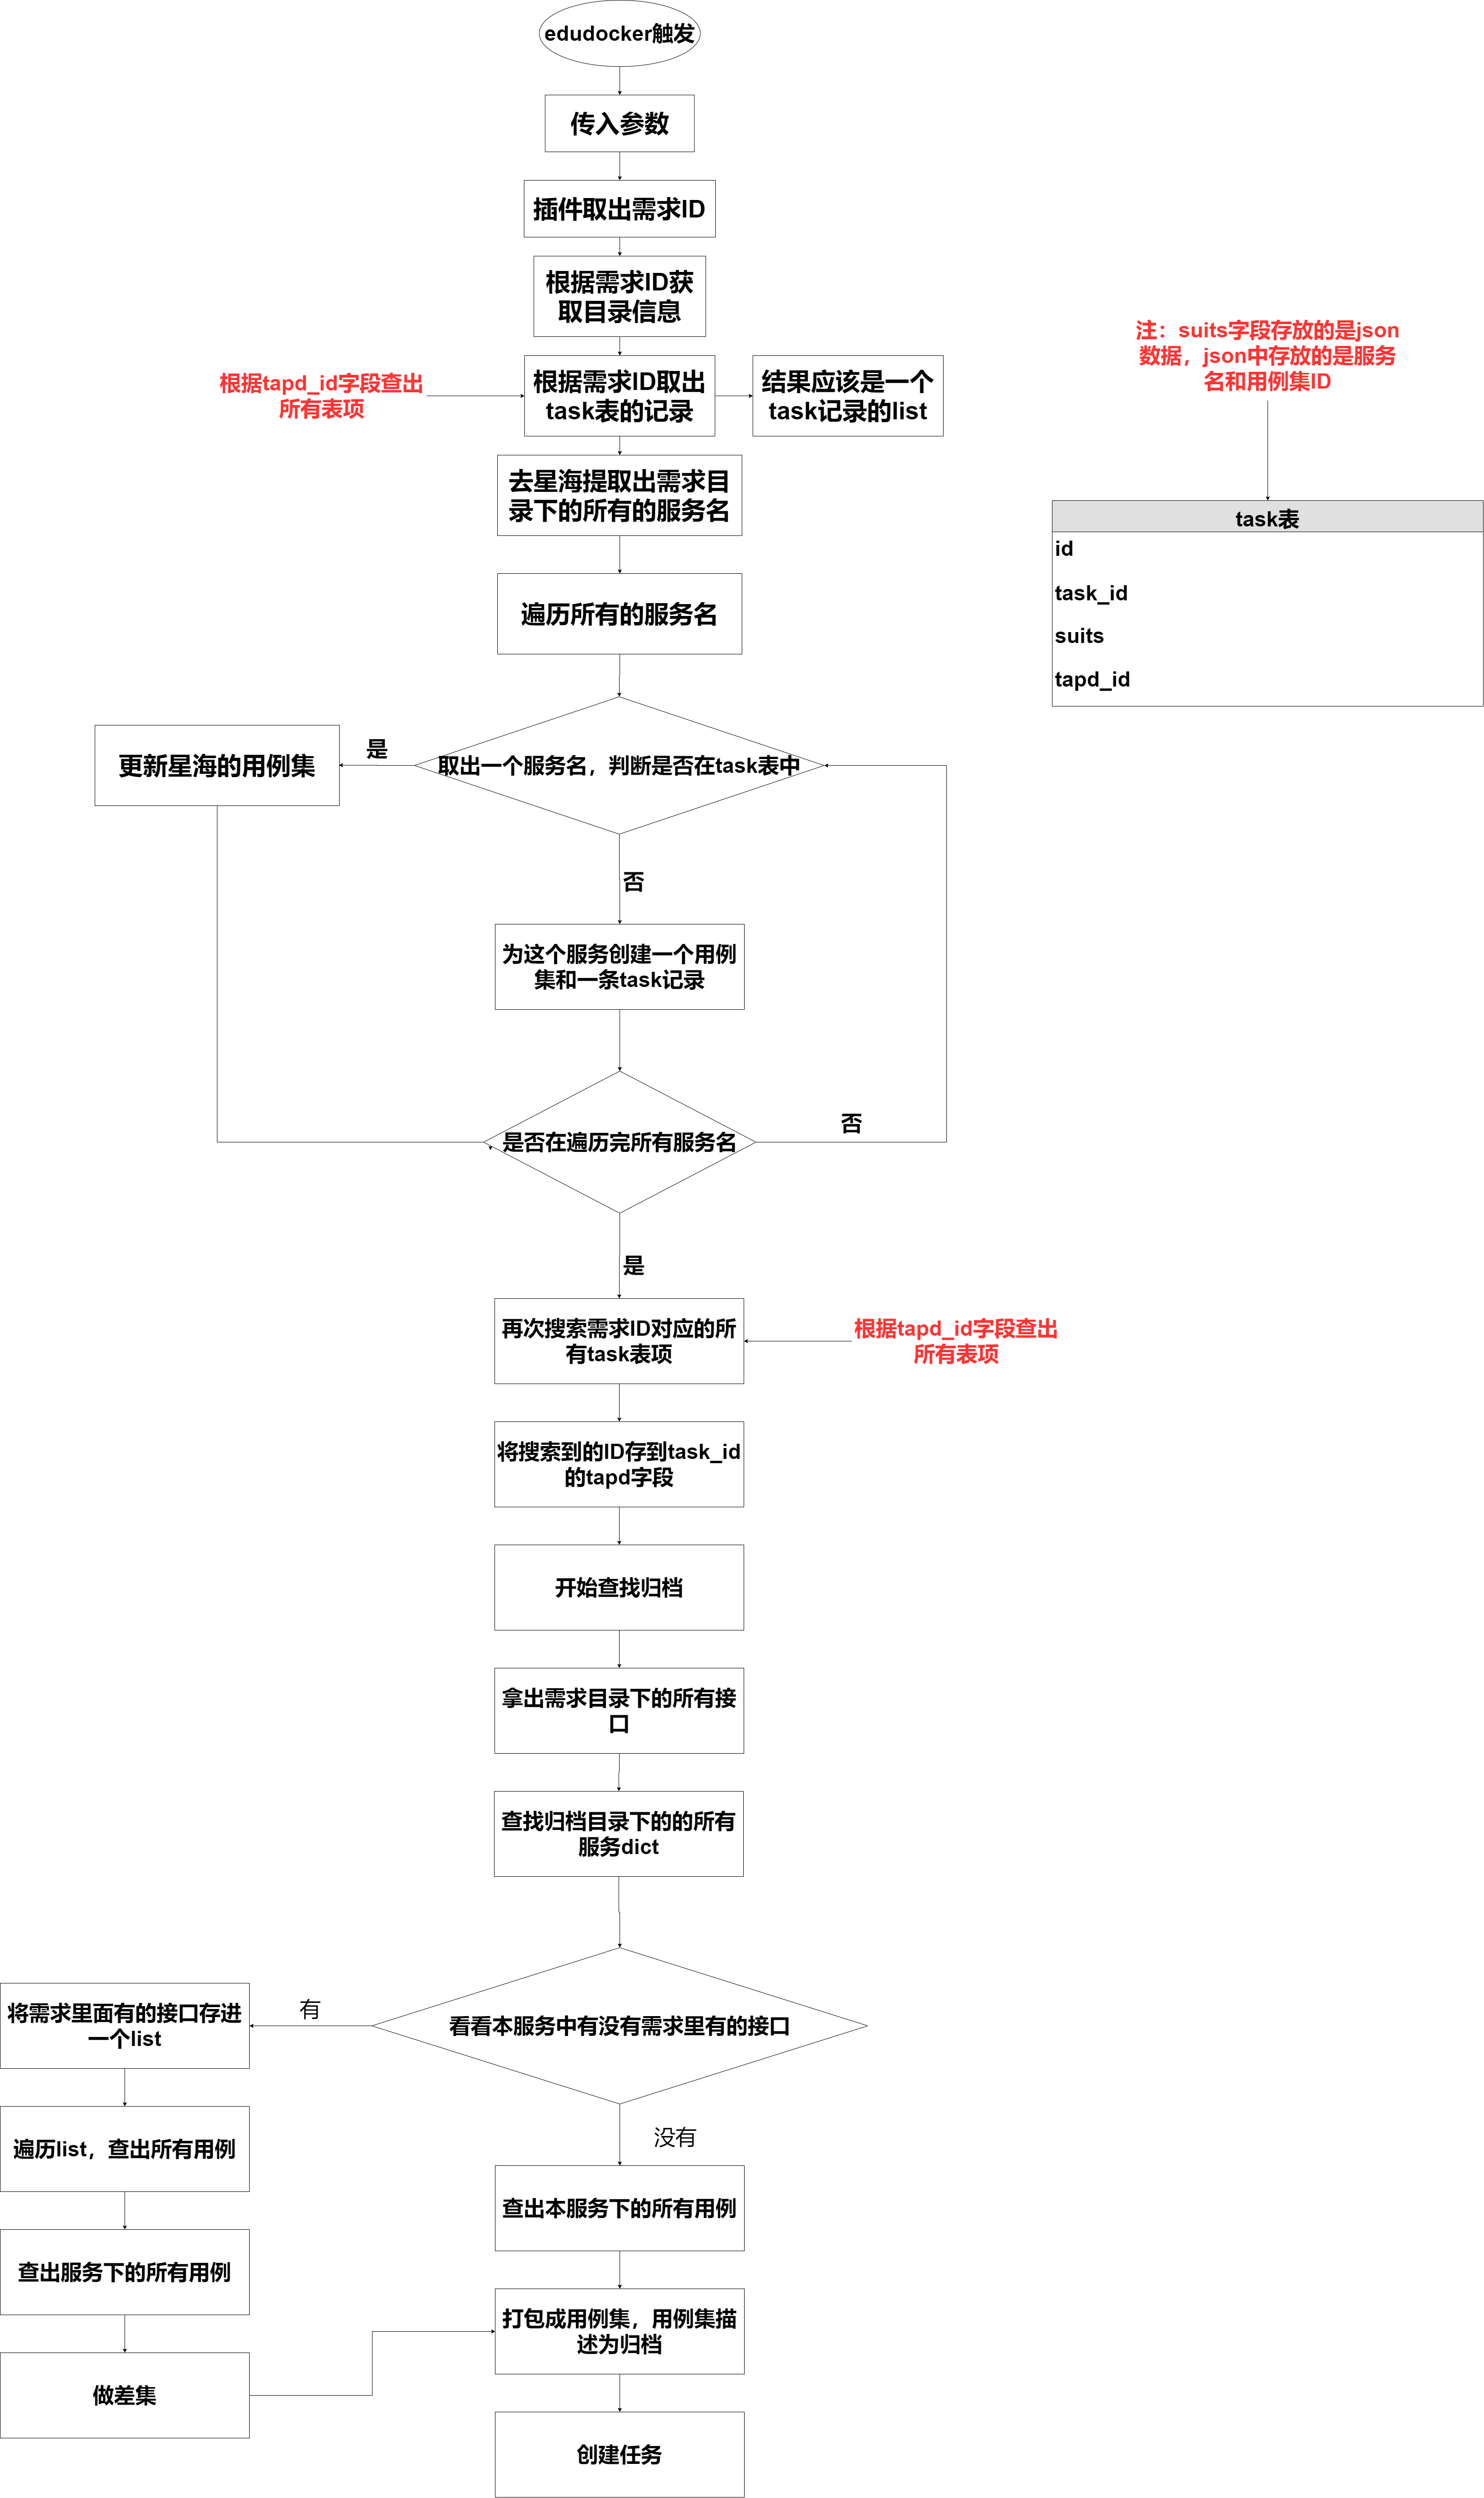 edudocker触发
传入参数
插件取出需求ID
根据需求ID获
取目录信息
根据tapd_id字段查出
所有表项
根据需求ID取出
task表的记录
结果应该是一个
task记录的list
注：suits字段存放的是json
数据，json中存放的是服务
名和用例集ID
去星海提取出需求目
录下的所有的服务名
task表
id
task_id
suits
tapd_id
遍历所有的服务名
更新星海的用例集
是
取出一个服务名，判断是否在task表中
否
为这个服务创建一个用例
集和一条task记录
是否在遍历完所有服务名
否
是
再次搜索需求ID对应的所
有task表项
根据tapd_id字段查出
所有表项
将搜索到的ID存到task_id
的tapd字段
开始查找归档
拿出需求目录下的所有接
口
查找归档目录下的的所有
服务dict
看看本服务中有没有需求里有的接口
有
将需求里面有的接口存进
一个list
遍历list，查出所有用例
查出服务下的所有用例
做差集
没有
查出本服务下的所有用例
打包成用例集，用例集描
述为归档
创建任务